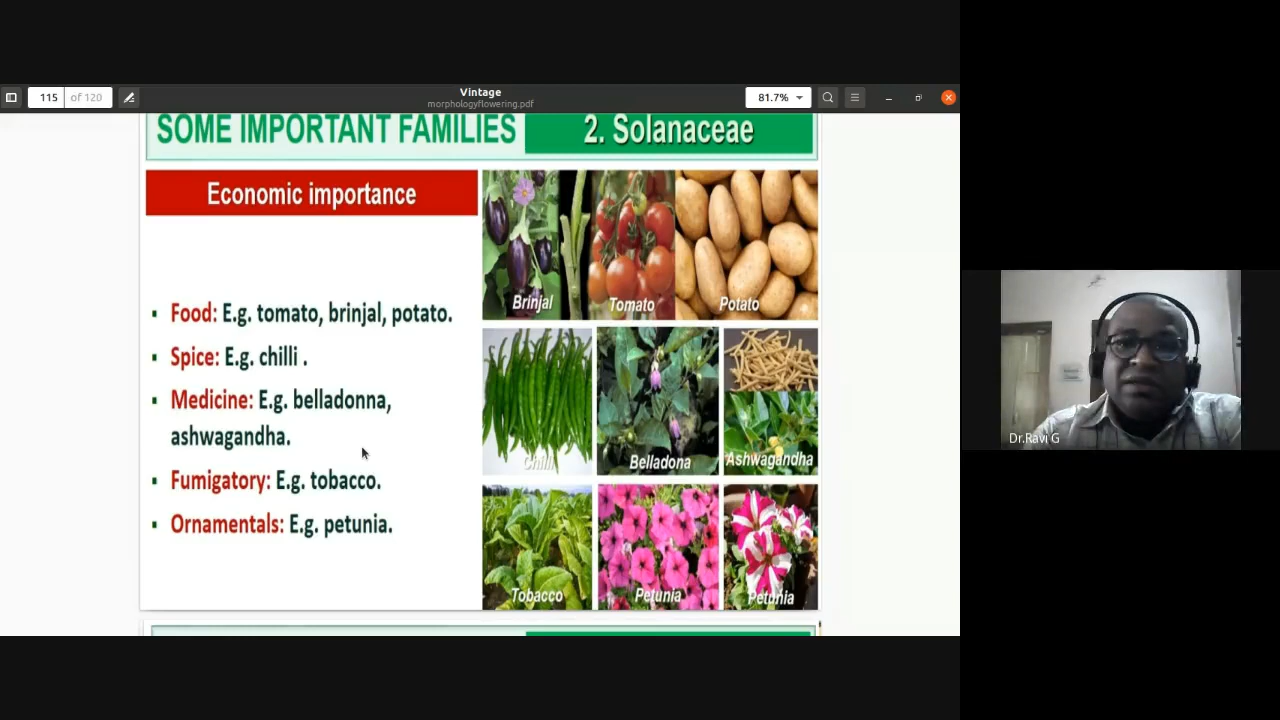 Vintage
115 of 120
morphologyflowering.pdf
81.7%
SOME IMPORTANT FAMILIES
2. Solanaceae
Economic importance
Food: E.g. tomato, brinjal, potato.
Spice: E.g. chilli .
Medicine: E.g. belladonna,
ashwagandha.
Fumigatory: E.g. tobacco.
Ornamentals: E.g. petunia.
Brinjal
Tomato
Potato
Chilli
Belladona
Ashwagandha
Tobacco
Petunia
Petunia
Dr.Ravi G